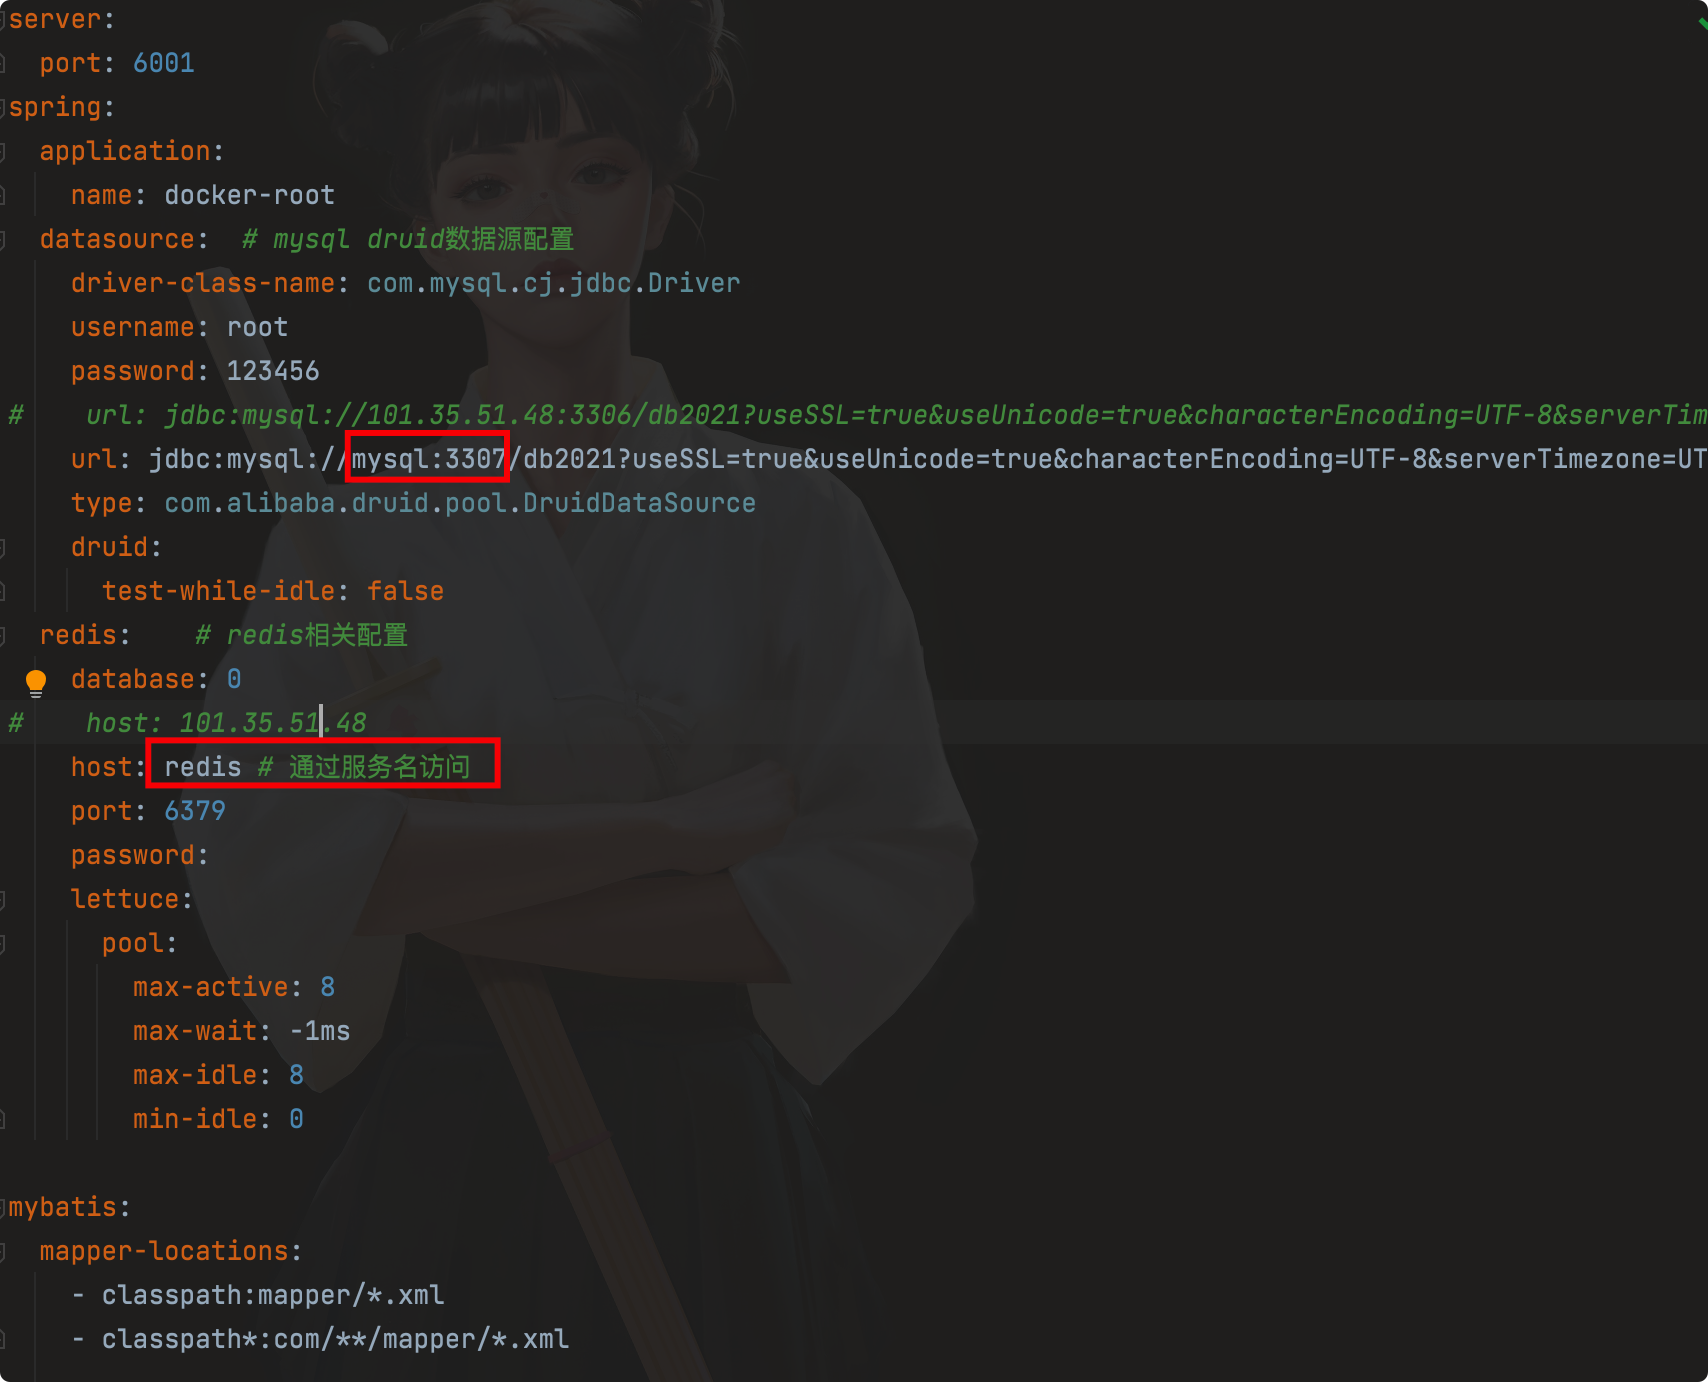 server:
  port: 6001
spring:
  application:
    name: docker-root
  datasource:  # mysql druid数据源配置
    driver-class-name: com.mysql.cj.jdbc.Driver
    username: root
    password: 123456
#    url: jdbc:mysql://101.35.51.48:3306/db2021?useSSL=true&useUnicode=true&characterEncoding=UTF-8&serverTim
    url: jdbc:mysql://mysql:3307/db2021?useSSL=true&useUnicode=true&characterEncoding=UTF-8&serverTimezone=UT
    type: com.alibaba.druid.pool.DruidDataSource
    druid:
      test-while-idle: false
  redis:    # redis相关配置
    database: 0
#    host: 101.35.51.48
    host: redis # 通过服务名访问
    port: 6379
    password:
    lettuce:
      pool:
        max-active: 8
        max-wait: -1ms
        max-idle: 8
        min-idle: 0
mybatis:
  mapper-locations:
    - classpath:mapper/*.xml
    - classpath*:com/**/mapper/*.xml